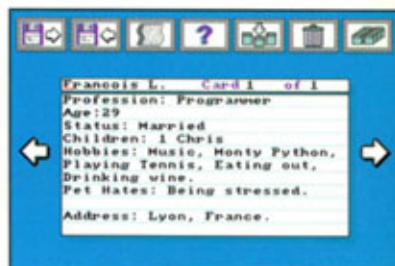 ?
Francois L. Card 1 of 1
Profession: Programmer
Age:29
Status: Married
Children: 1 Chris
Hobbies: Music, Monty Python,
Playing Tennis, Eating out,
Drinking wine.
Pet Hates: Being stressed.
Address: Lyon, France.